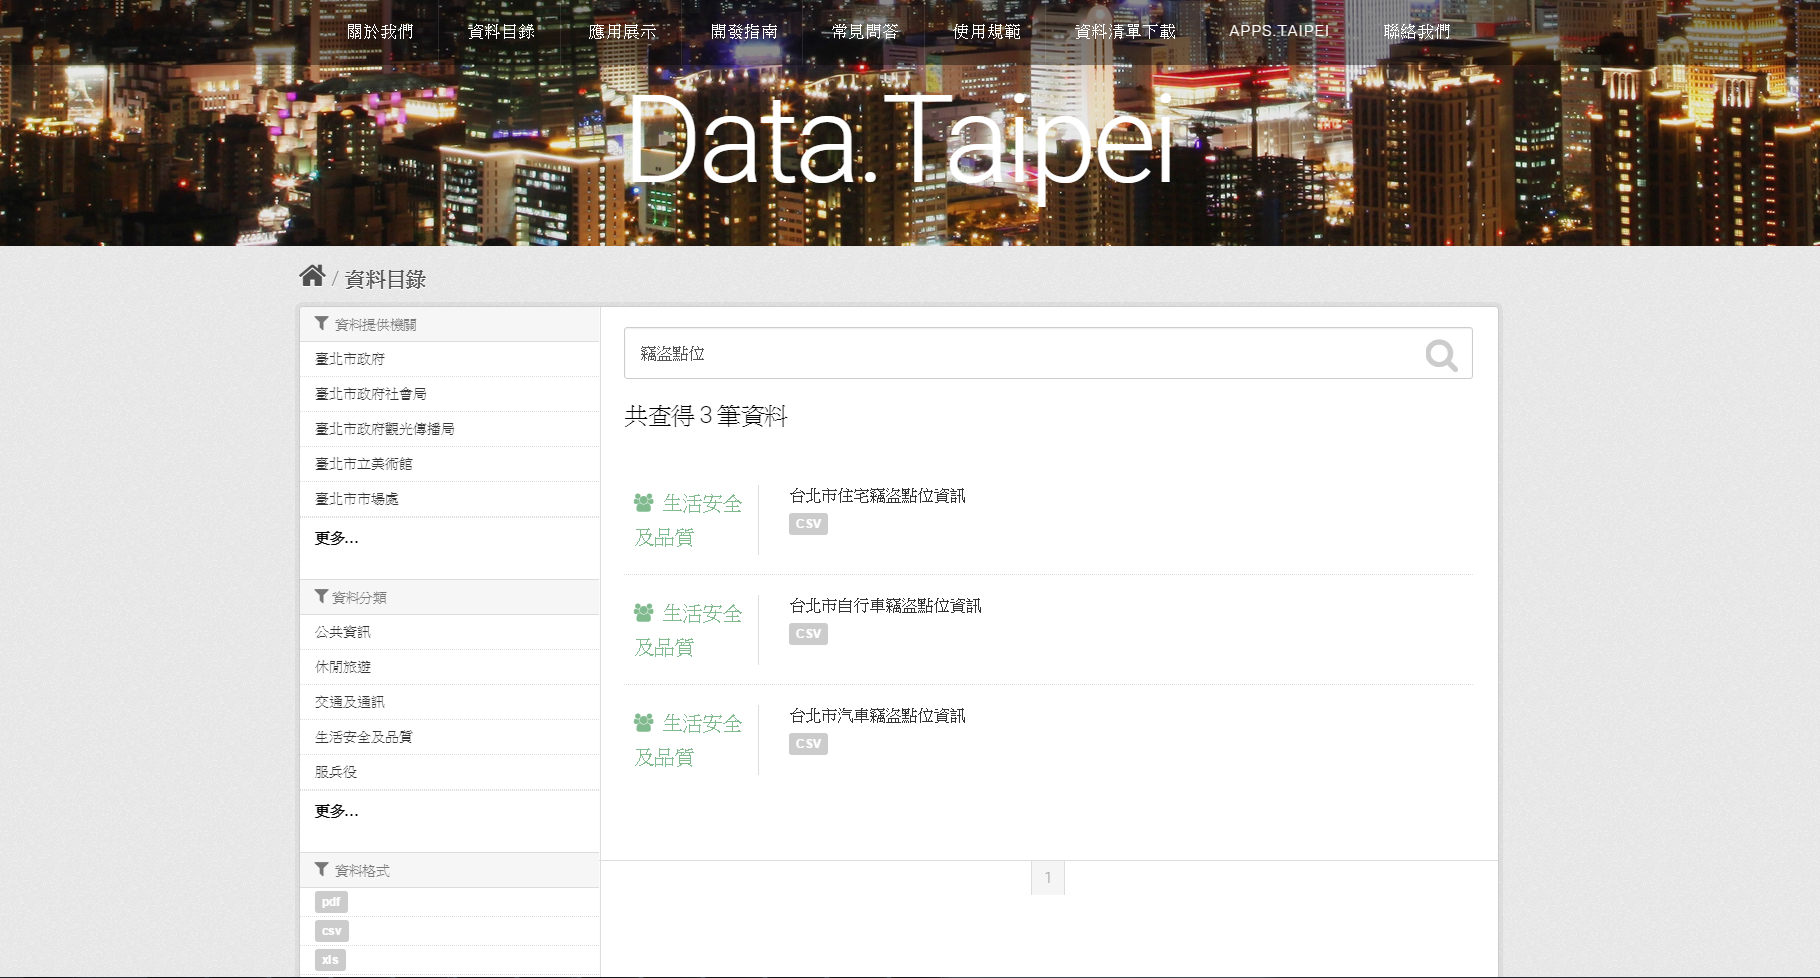 關於我們
資料目錄
應用展示
開發指南
常見問答
使用規範
資料清單下載
APPS.TAIPEI
聯絡我們
Data.Taipei
/ 資料目錄
資料提供機關
臺北市政府
臺北市政府社會局
臺北市政府觀光傳播局
臺北市立美術館
臺北市市場處
更多...
資料分類
公共資訊
休閒旅遊
交通及通訊
生活安全及品質
服兵役
更多...
資料格式
pdf
csv
xls
竊盜點位
共查得 3 筆資料
生活安全
及品質
台北市住宅竊盜點位資訊
CSV
生活安全
及品質
台北市自行車竊盜點位資訊
CSV
生活安全
及品質
台北市汽車竊盜點位資訊
CSV
1